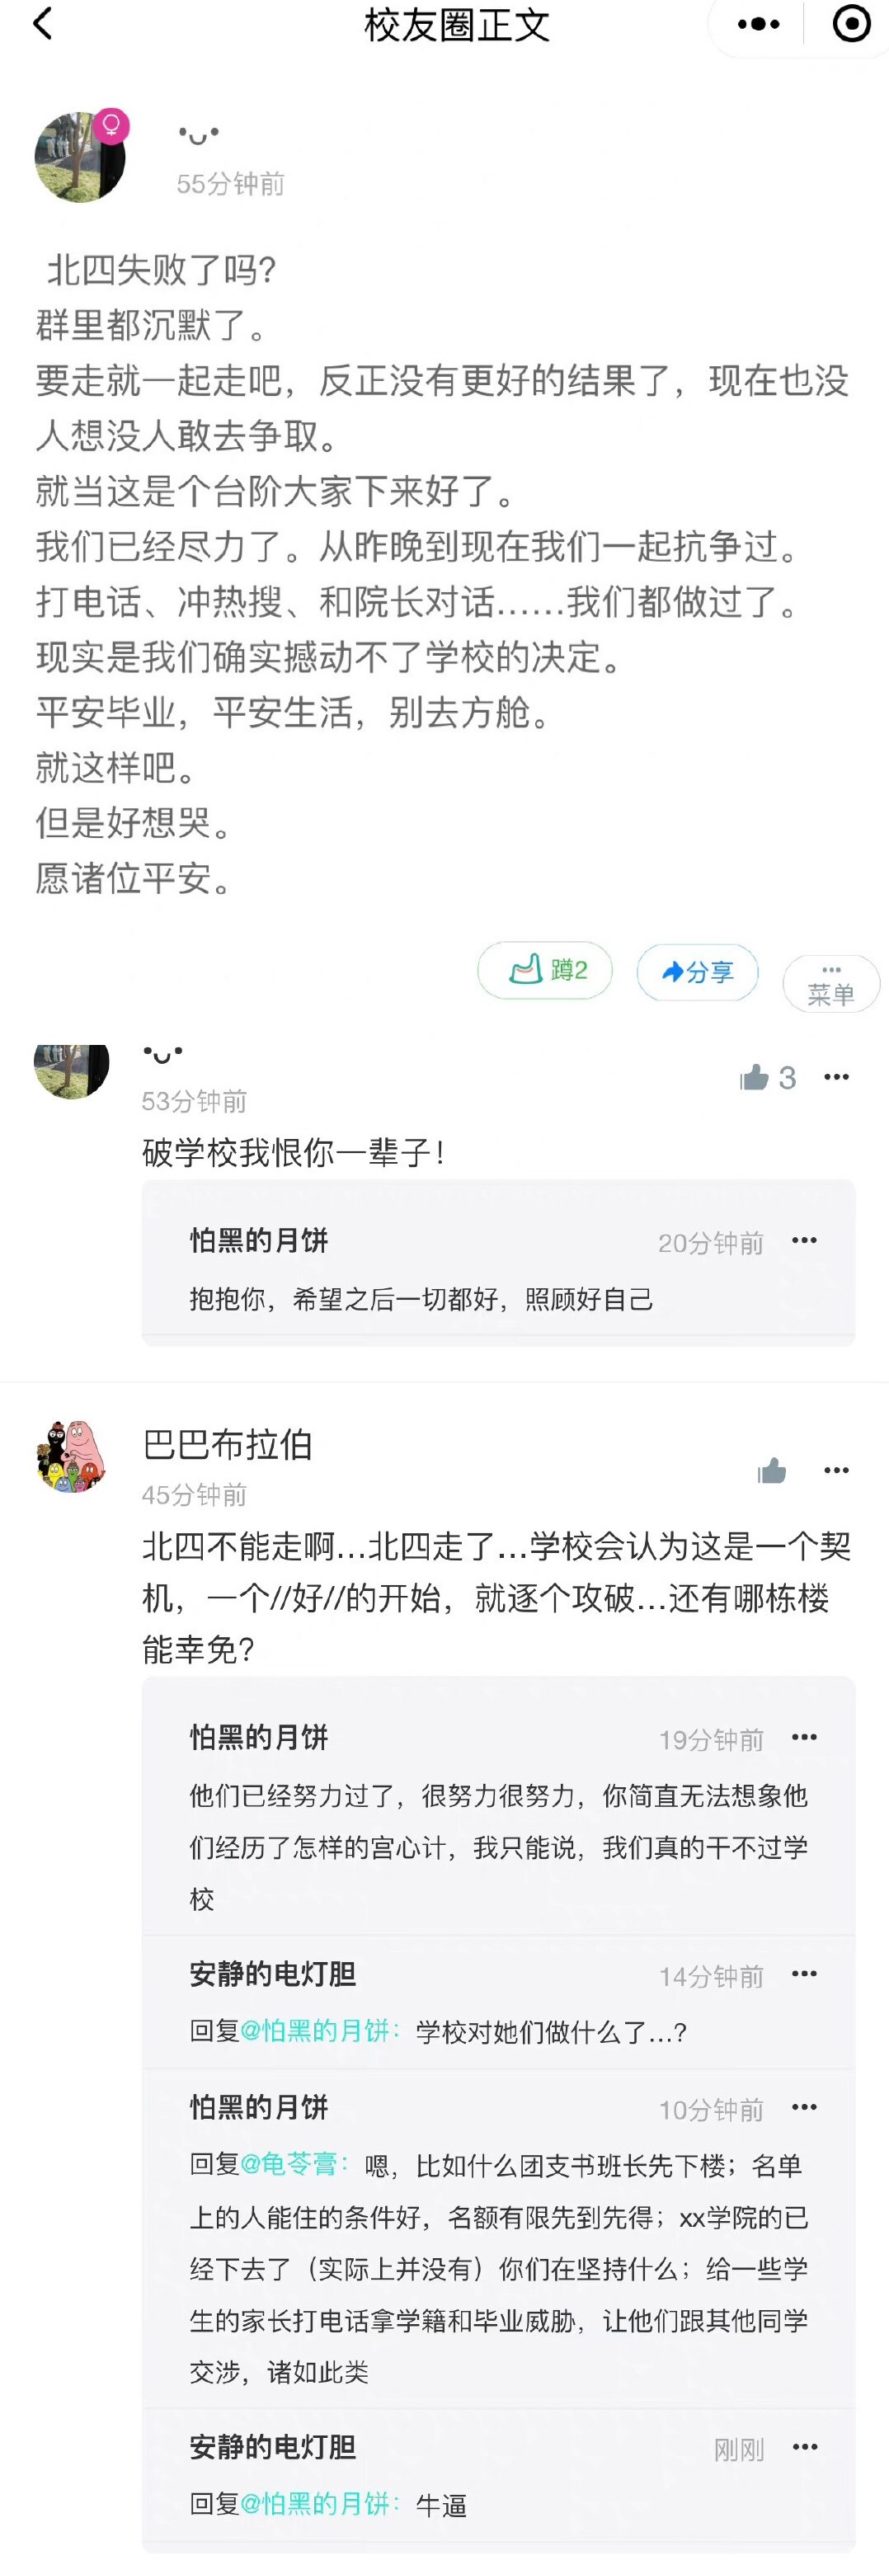 校友圈正文
•ᴗ•
55分钟前
北四失败了吗?
群里都沉默了。
要走就一起走吧，反正没有更好的结果了，现在也没
人想没人敢去争取。
就当这是个台阶大家下来好了。
我们已经尽力了。从昨晚到现在我们一起抗争过。
打电话、冲热搜、和院长对话……我们都做过了。
现实是我们确实撼动不了学校的决定。
平安毕业，平安生活，别去方舱。
就这样吧。
但是好想哭。
愿诸位平安。
蹲2
分享
菜单
•ᴗ•
3
53分钟前
破学校我恨你一辈子！
怕黑的月饼
20分钟前
抱抱你，希望之后一切都好，照顾好自己
巴巴布拉伯
45分钟前
北四不能走啊...北四走了...学校会认为这是一个契
机，一个//好//的开始，就逐个攻破...还有哪栋楼
能幸免?
怕黑的月饼
19分钟前
他们已经努力过了，很努力很努力，你简直无法想象他
们经历了怎样的宫心计，我只能说，我们真的干不过学
校
安静的电灯胆
14分钟前
回复@怕黑的月饼：学校对她们做什么了...?
怕黑的月饼
10分钟前
回复@龟苓膏：嗯，比如什么团支书班长先下楼；名单
上的人能住的条件好，名额有限先到先得；xx学院的已
经下去了（实际上并没有）你们在坚持什么；给一些学
生的家长打电话拿学籍和毕业威胁，让他们跟其他同学
交涉，诸如此类
安静的电灯胆
刚刚
回复@怕黑的月饼：牛逼